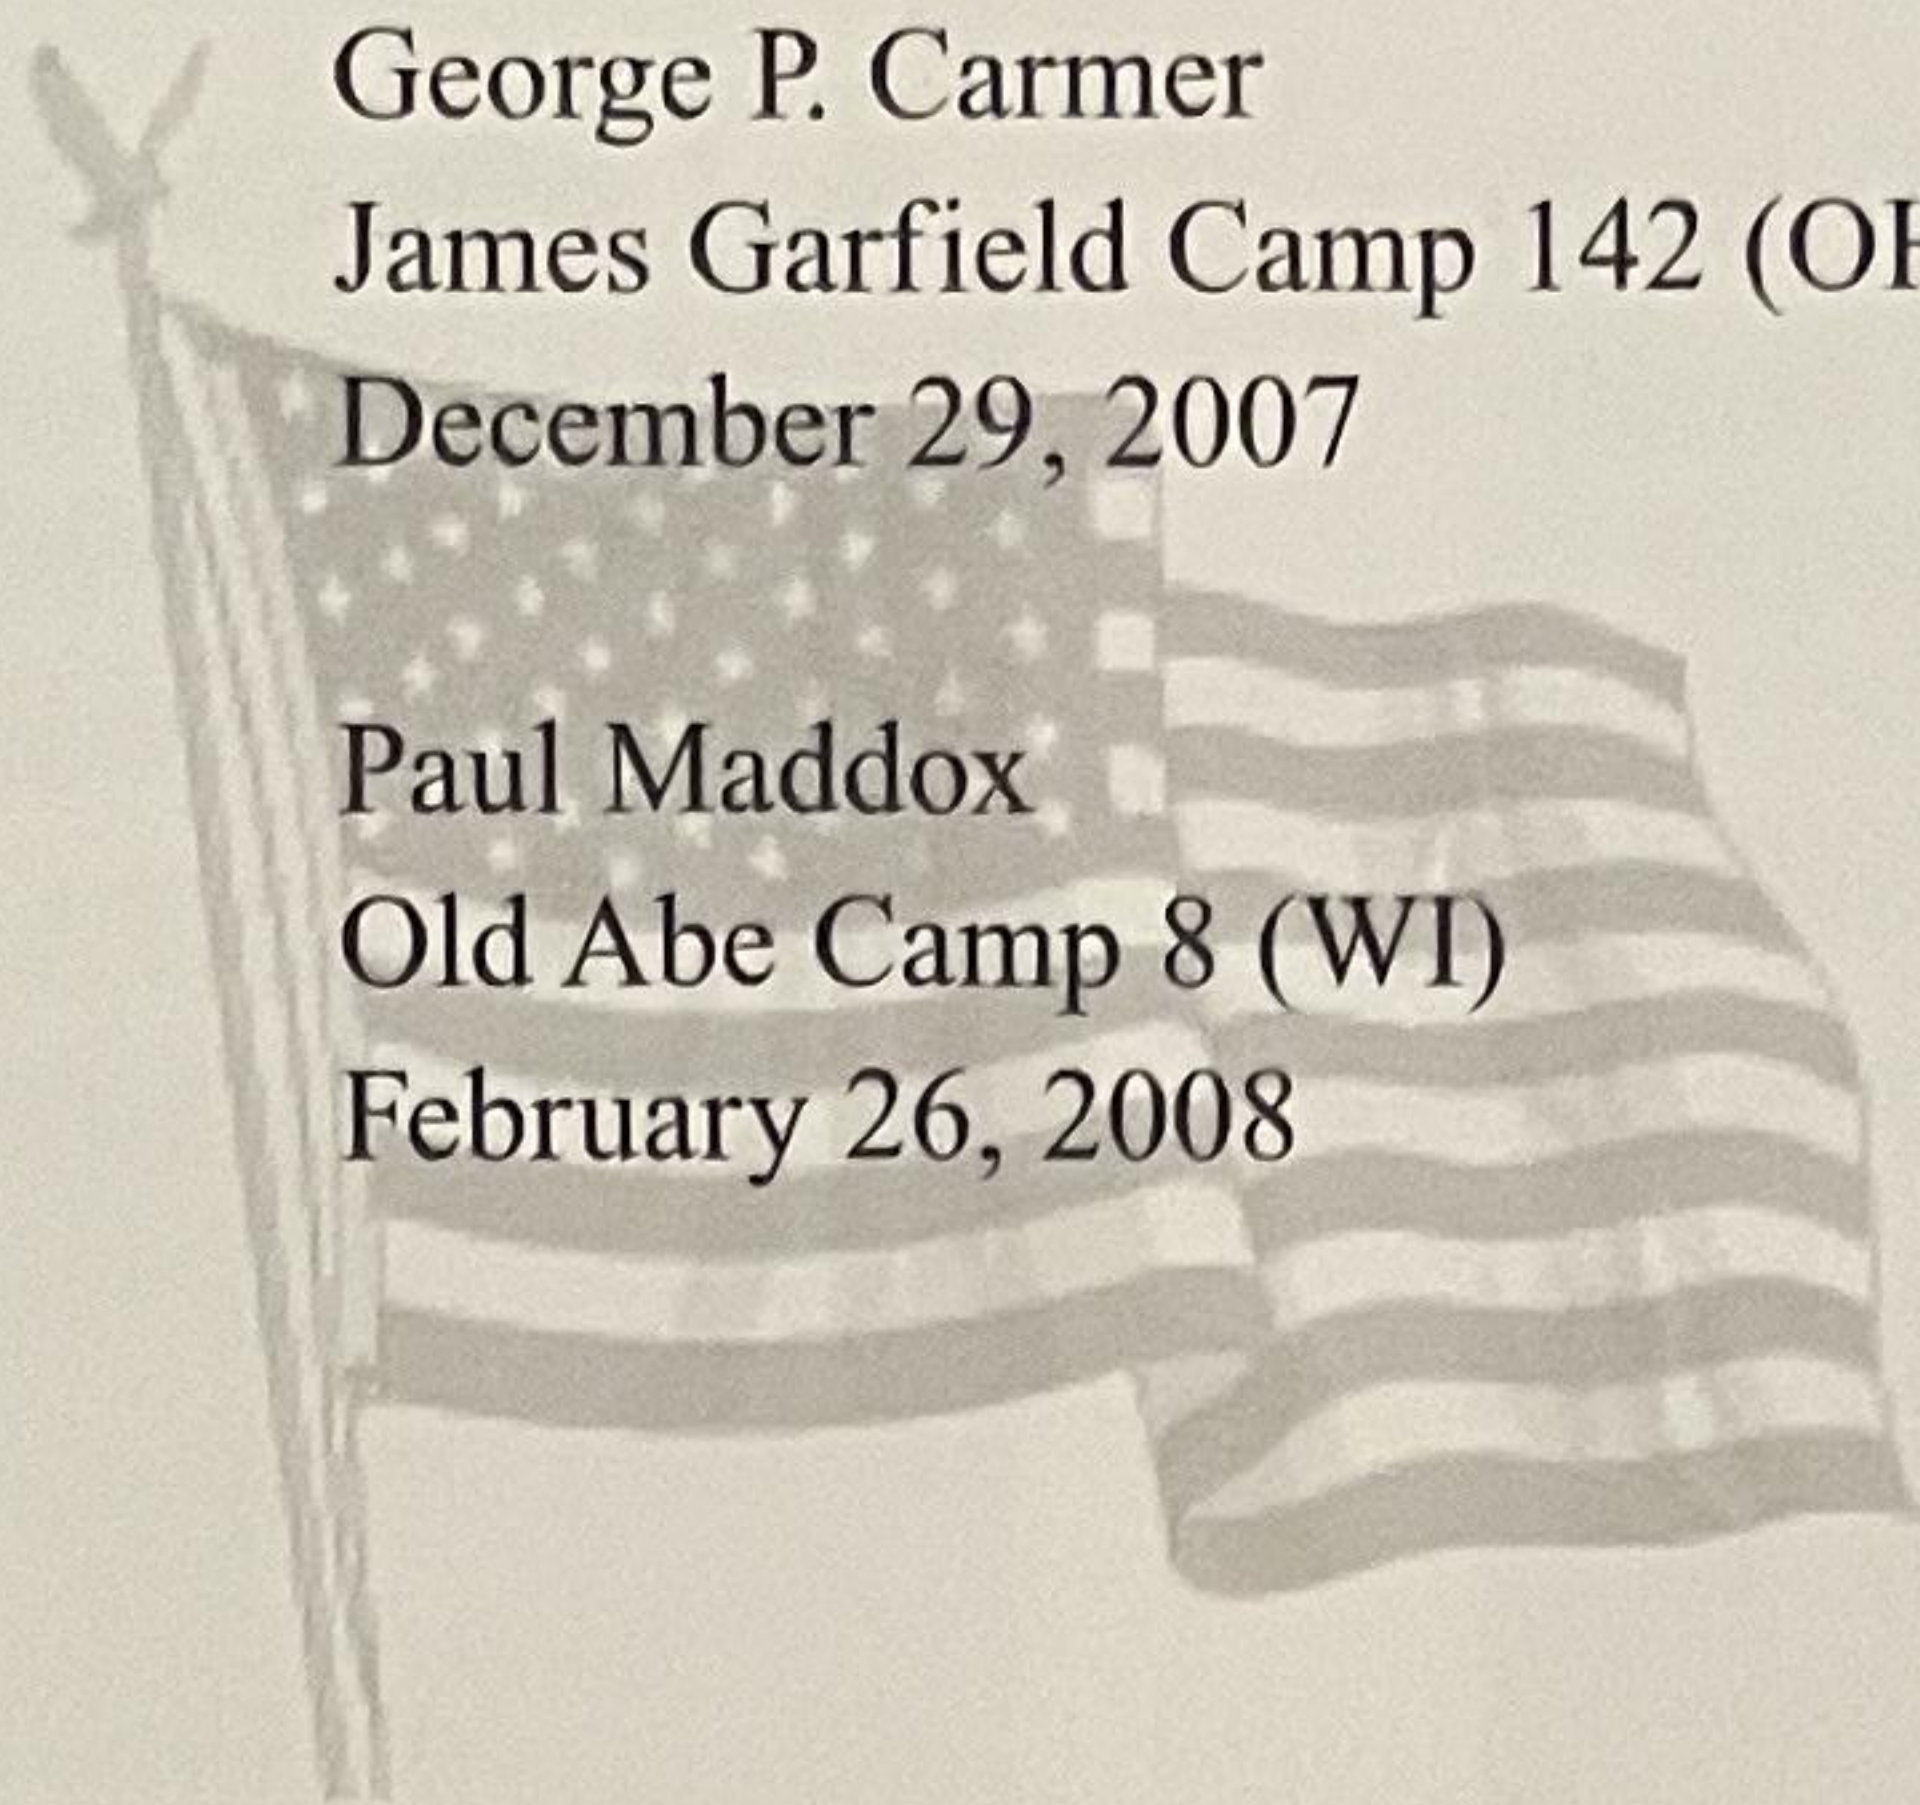 George P. Carmer
James Garfield Camp 142 (OH
December 29, 2007
Paul Maddox
Old Abe Camp 8 (WI)
February 26, 2008